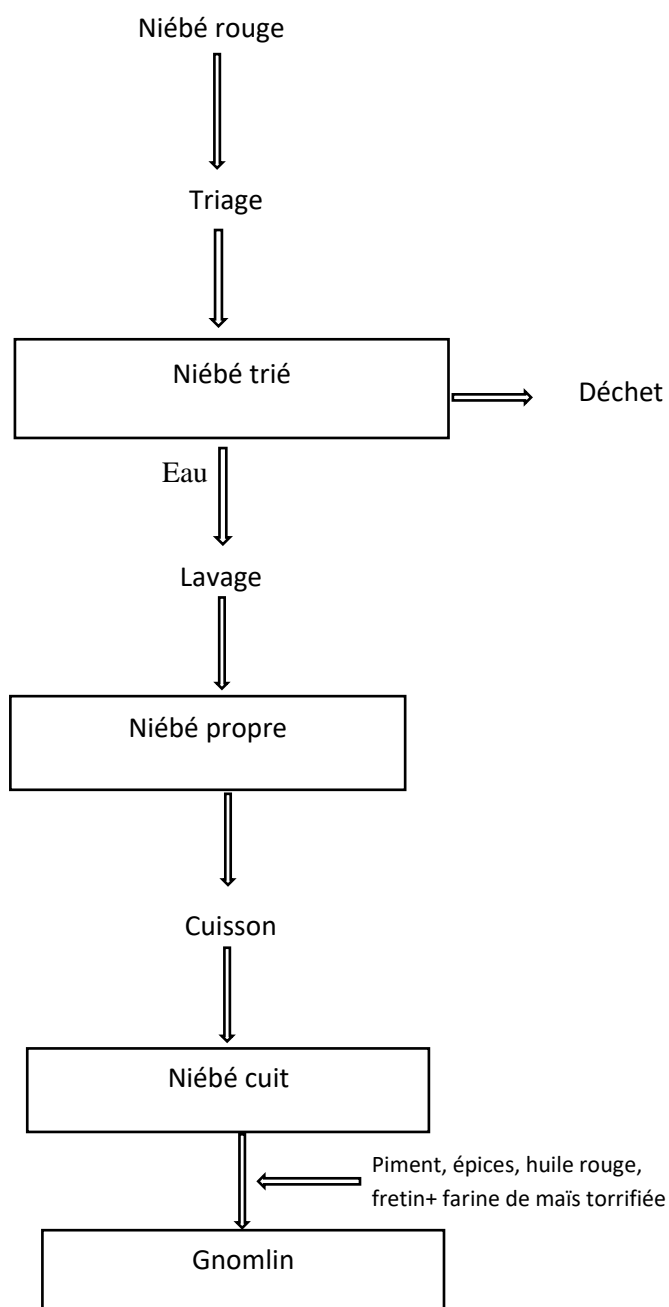 Niébé rouge
Triage
Niébé trié
Déchet
Eau
Lavage
Niébé propre
Cuisson
Niébé cuit
Piment, épices, huile rouge,
fretin+ farine de maïs torrifiée
Gnomlin